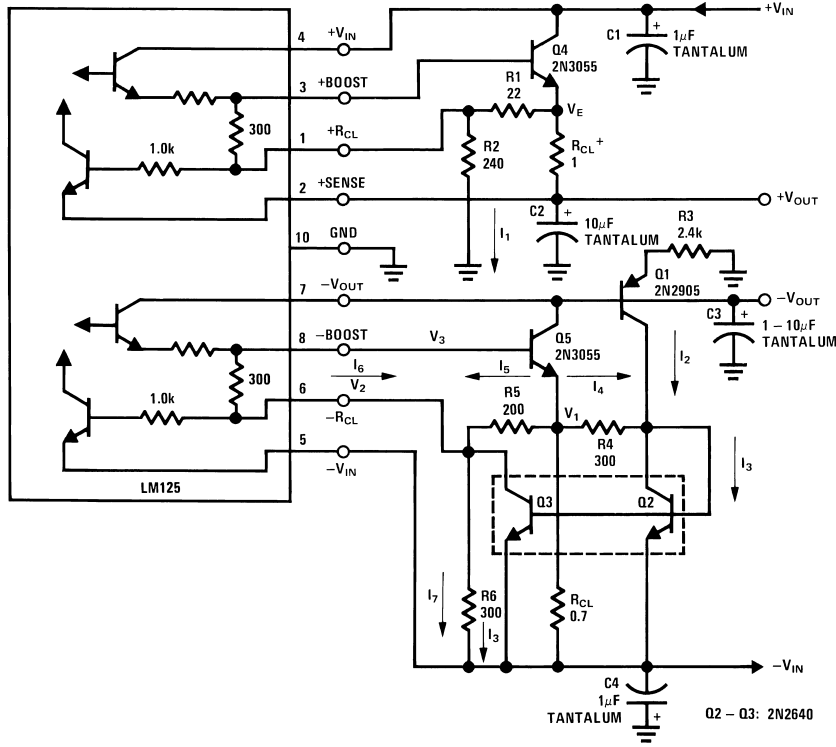 4 +VIN
+VIN
Q4
2N3055
C1
+
1μF
TANTALUM
3 +BOOST
R1
22
VE
300
1.0k
1 +RCL
R2
240
RCL+
1
2 +SENSE
+VOUT
C2
+
10μF
TANTALUM
I1
R3
2.4k
10 GND
Q1
2N2905
7 −VOUT
−VOUT
C3
+
1 – 10μF
TANTALUM
8 −BOOST
V3
Q5
2N3055
I2
300
I6
V2
I5
I4
1.0k
6
−RCL
R5
200
V1
R4
300
5
−VIN
I3
LM125
Q3
Q2
I7
R6
300
I3
RCL
0.7
−VIN
C4
1μF
TANTALUM
+
Q2 – Q3: 2N2640